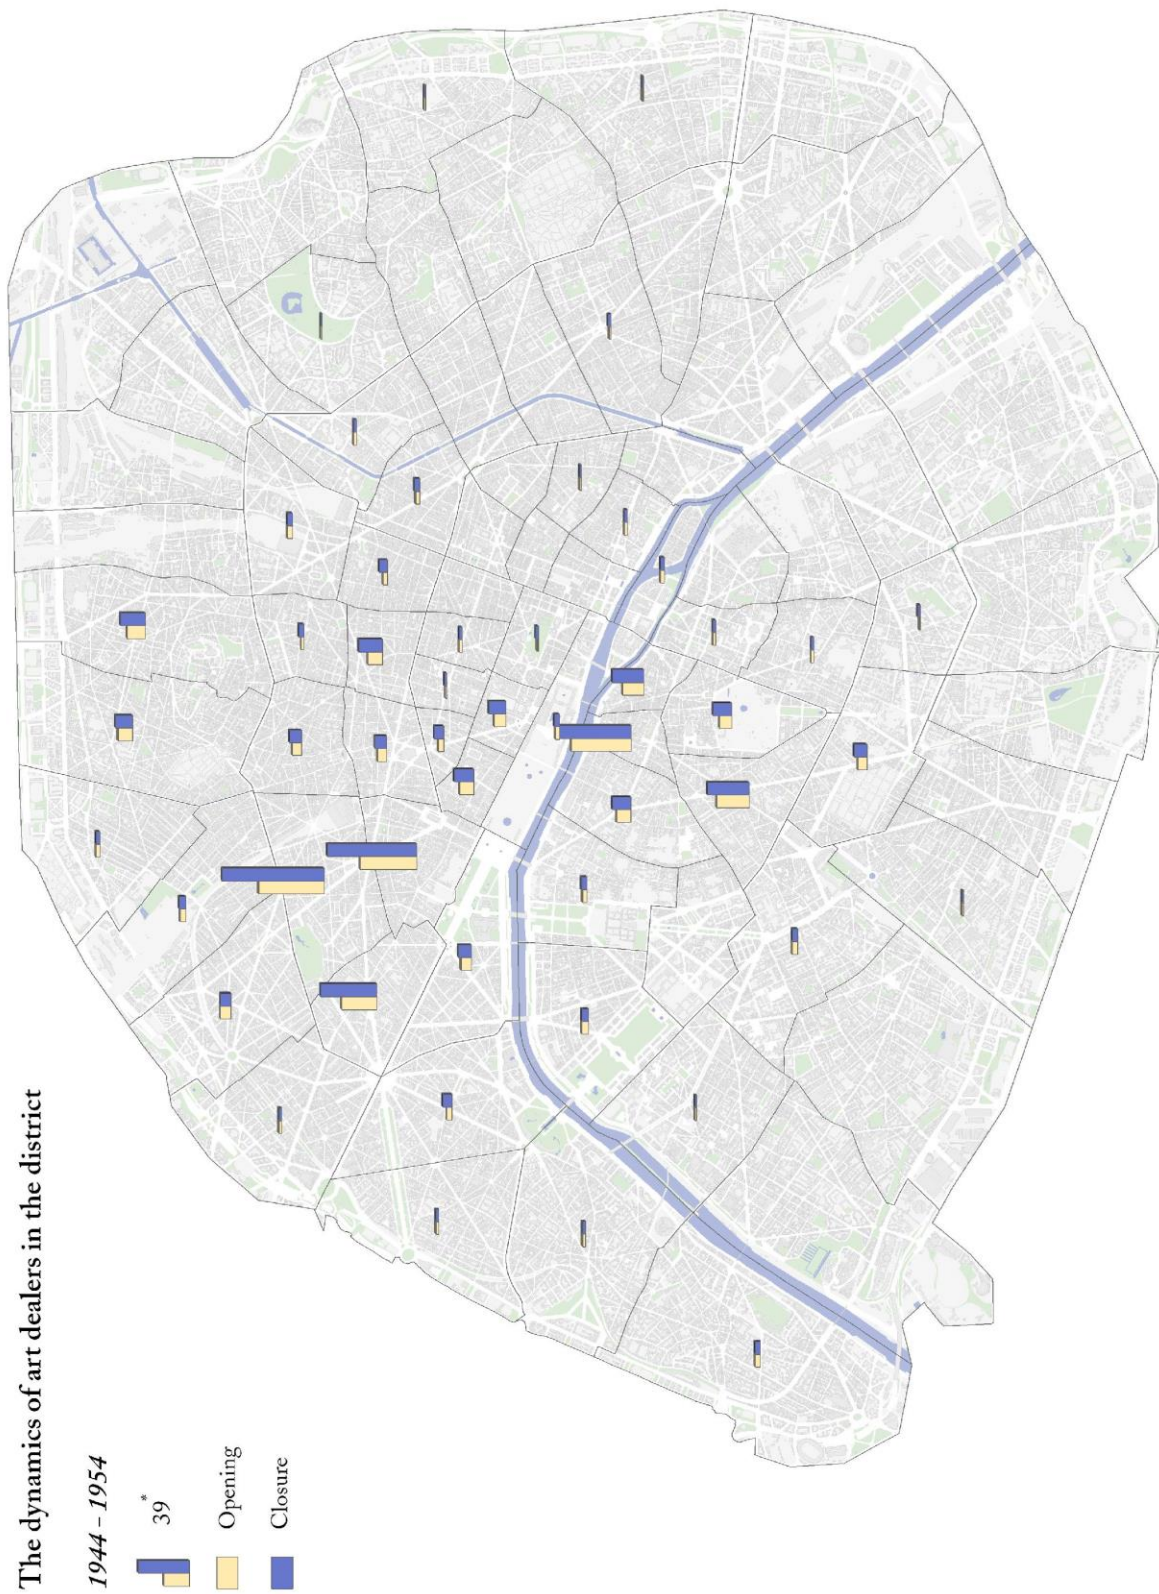 The dynamics of art dealers in the district
1944 – 1954
39*
Opening
Closure